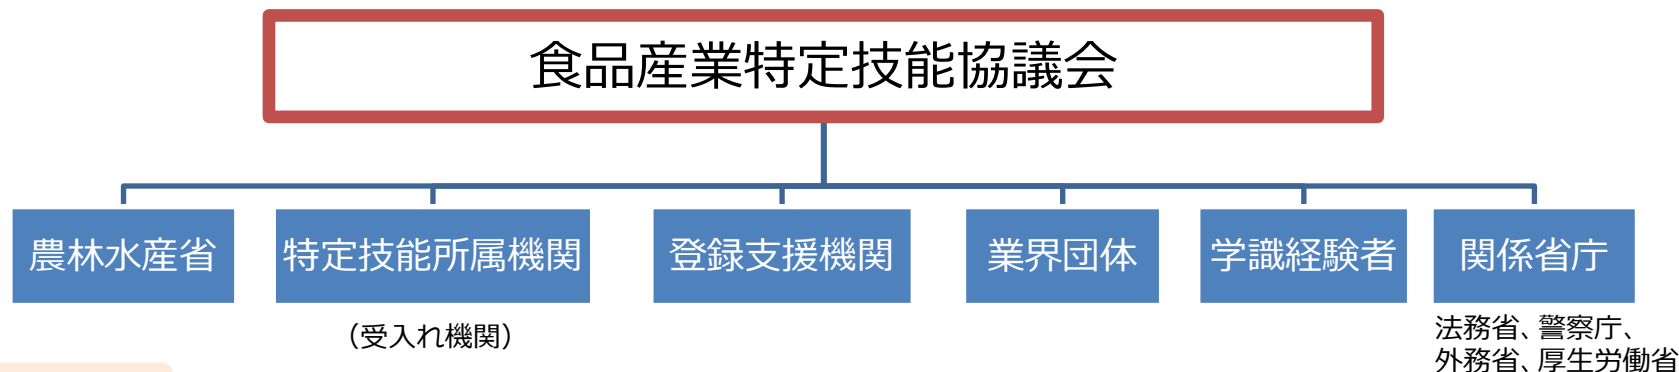 食品産業特定技能協議会
農林水産省
特定技能所属機関
登録支援機関
業界団体
学識経験者
関係省庁
（受入れ機関）
法務省、警察庁、
外務省、厚生労働省